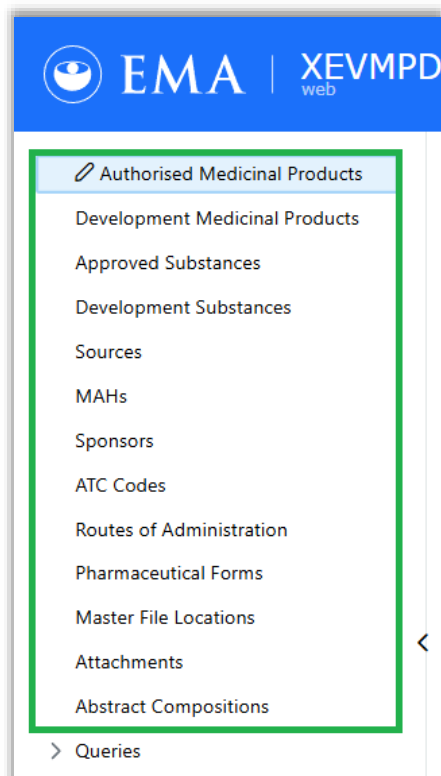 EMA
XEVMPD
web
Authorised Medicinal Products
Development Medicinal Products
Approved Substances
Development Substances
Sources
MAHs
Sponsors
ATC Codes
Routes of Administration
Pharmaceutical Forms
Master File Locations
Attachments
Abstract Compositions
Queries